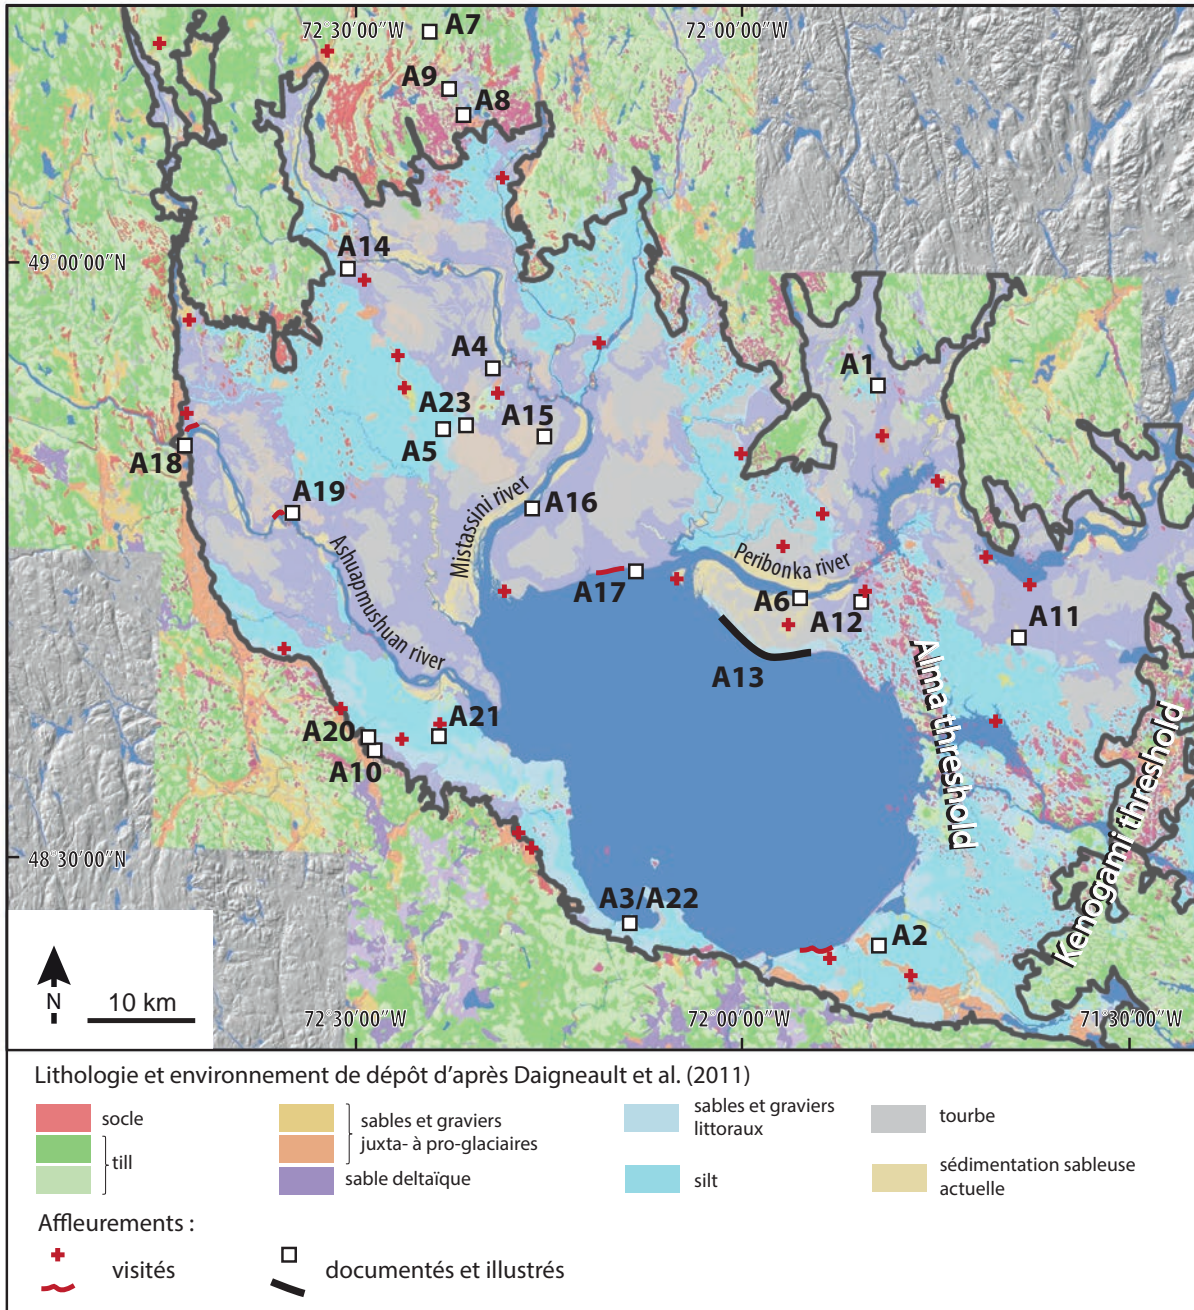 72°30'00''W
72°00'00''W
A7
A9
A8
A14
49°00'00''N
A4
A1
A23
A15
A5
A18
A19
A16
Mistassini river
Ashuapmushuan river
Peribonka river
A17
A6
A12
A11
A13
Alma threshold
Kenogami threshold
A21
A20
A10
48°30'00''N
A3/A22
A2
N
10 km
72°30'00''W
72°00'00''W
71°30'00''W
Lithologie et environnement de dépôt d'après Daigneault et al. (2011)
socle
till
sables et graviers
juxta- à pro-glaciaires
sable deltaïque
sables et graviers
littoraux
silt
tourbe
sédimentation sableuse
actuelle
Affleurements :
visités
documentés et illustrés